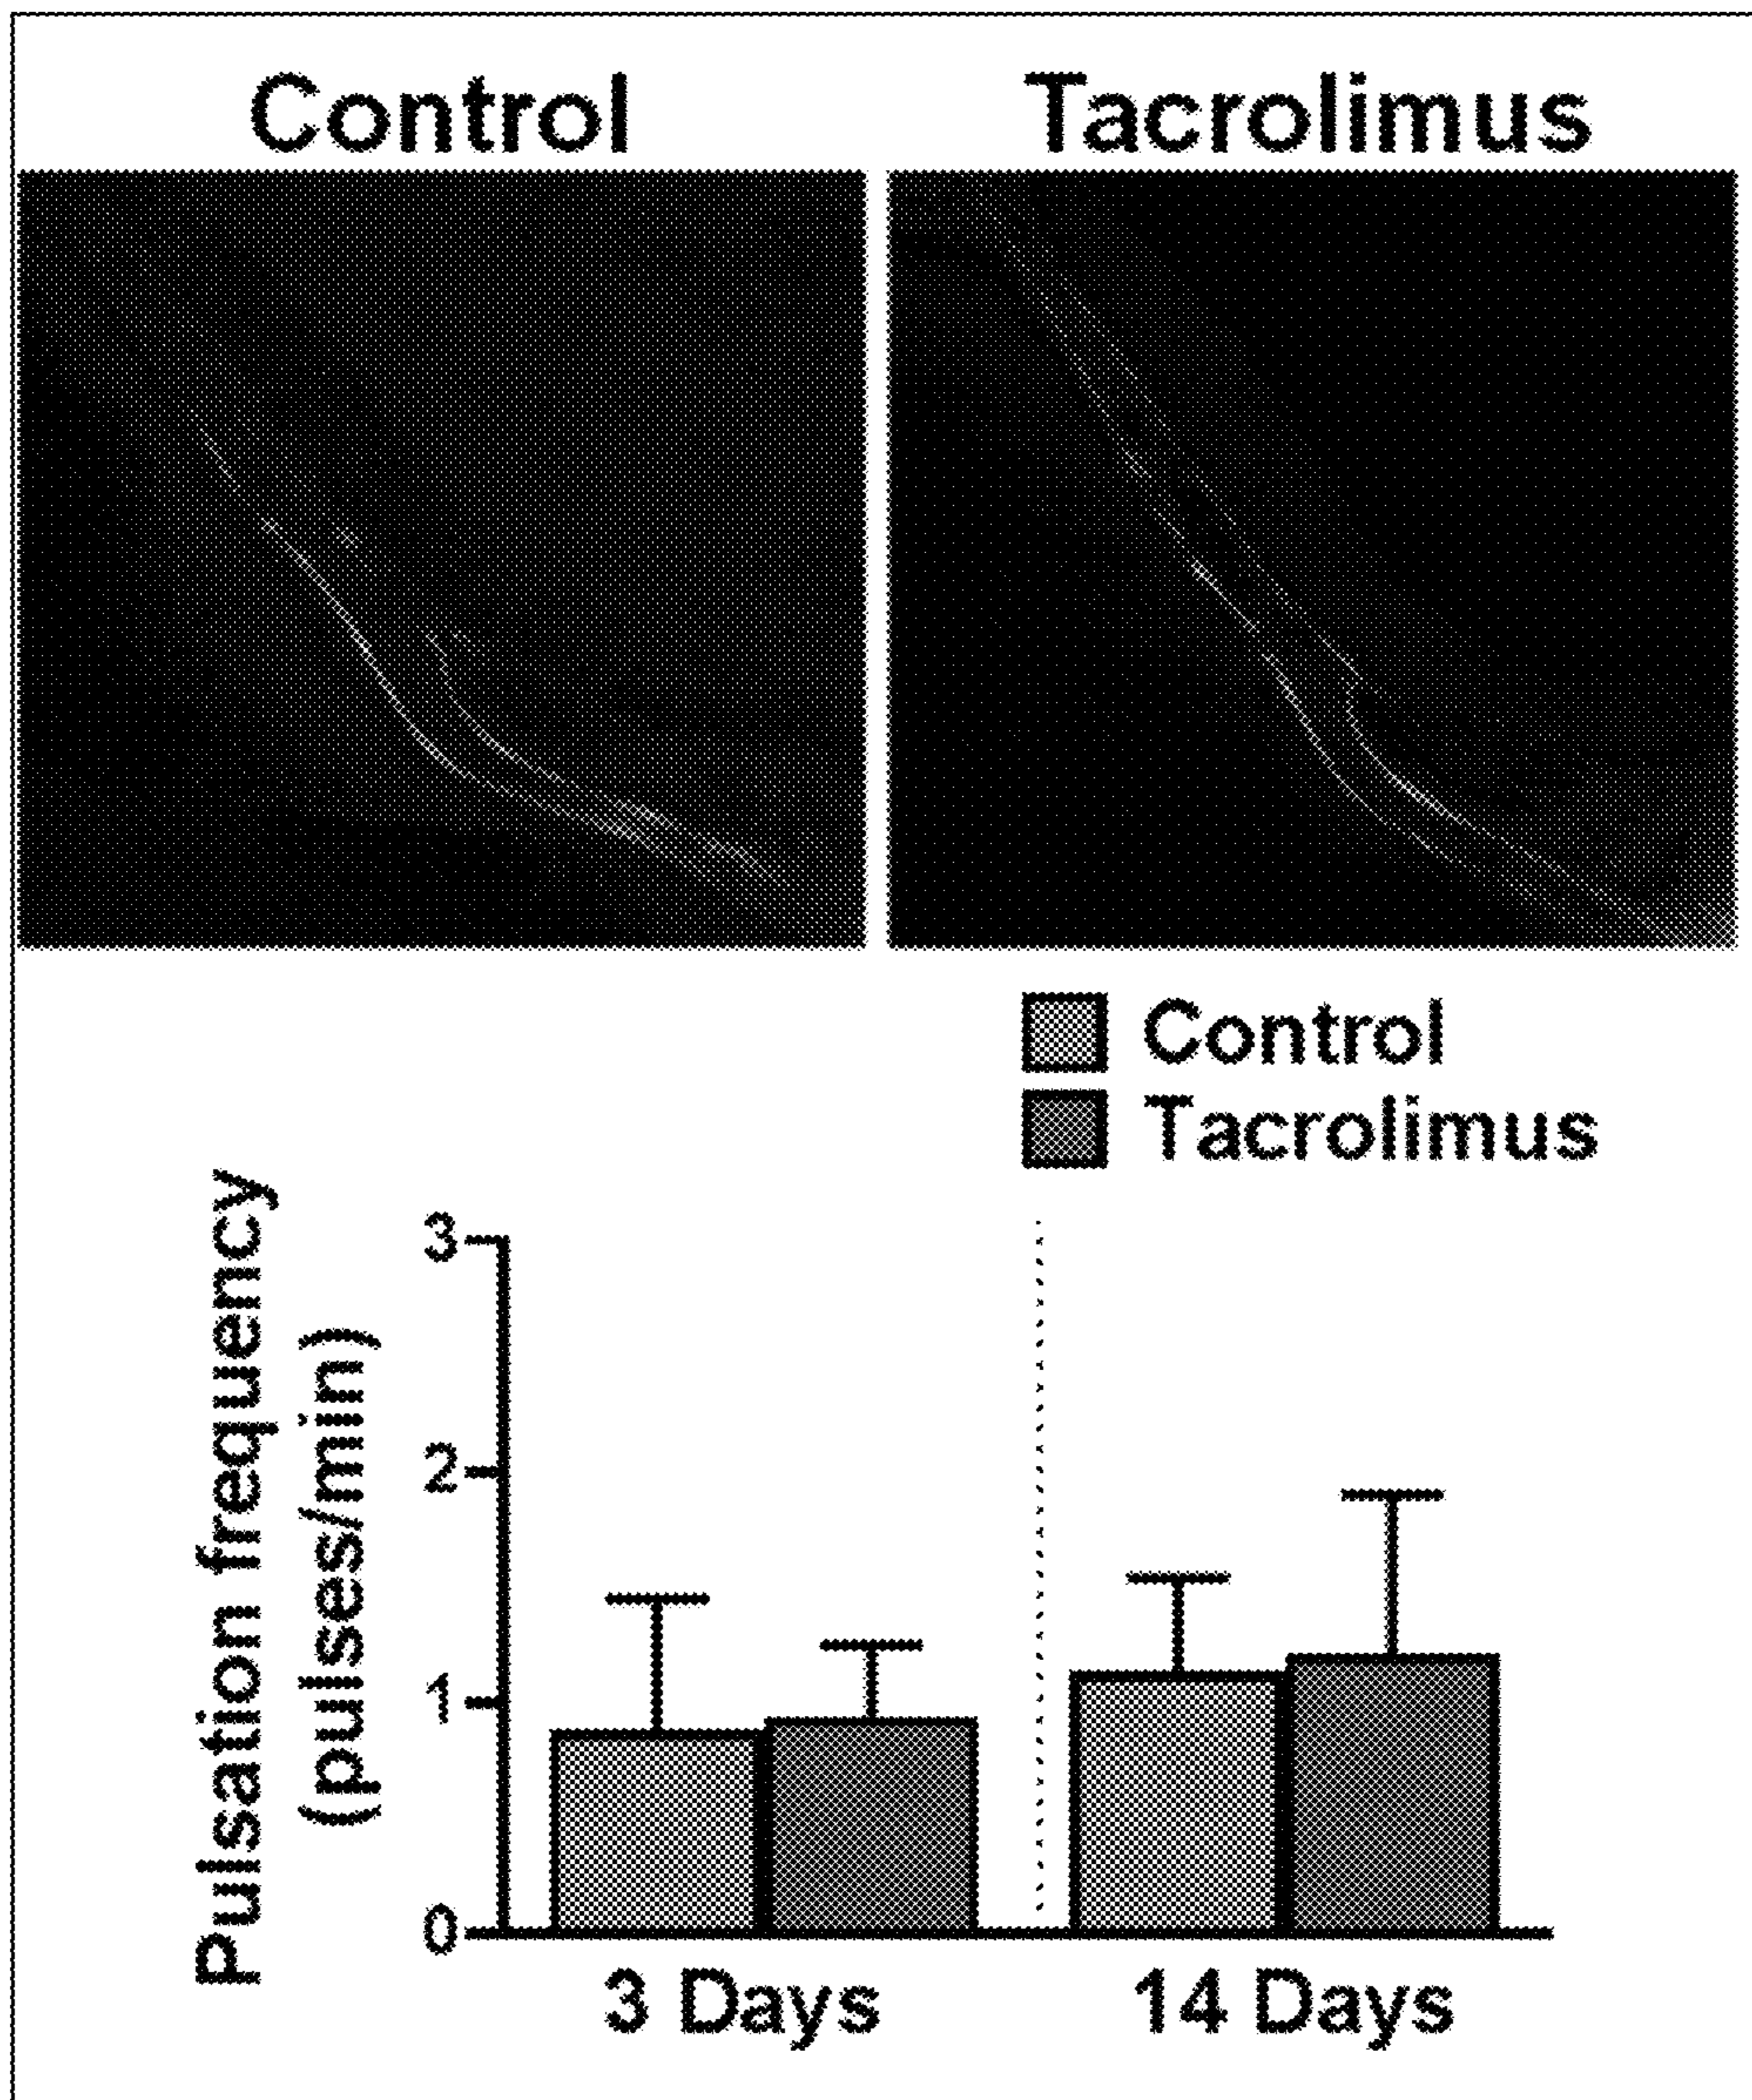 Control
Tacrolimus
Control
Tacrolimus
Pulsation frequency
(pulses/min)
3
2
1
0
3 Days
14 Days